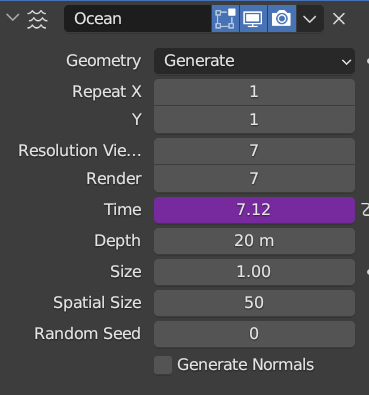 Ocean
Geometry Generate
Repeat X 1
Y 1
Resolution Vie... 7
Render 7
Time 7.12
Depth 20 m
Size 1.00
Spatial Size 50
Random Seed 0
Generate Normals